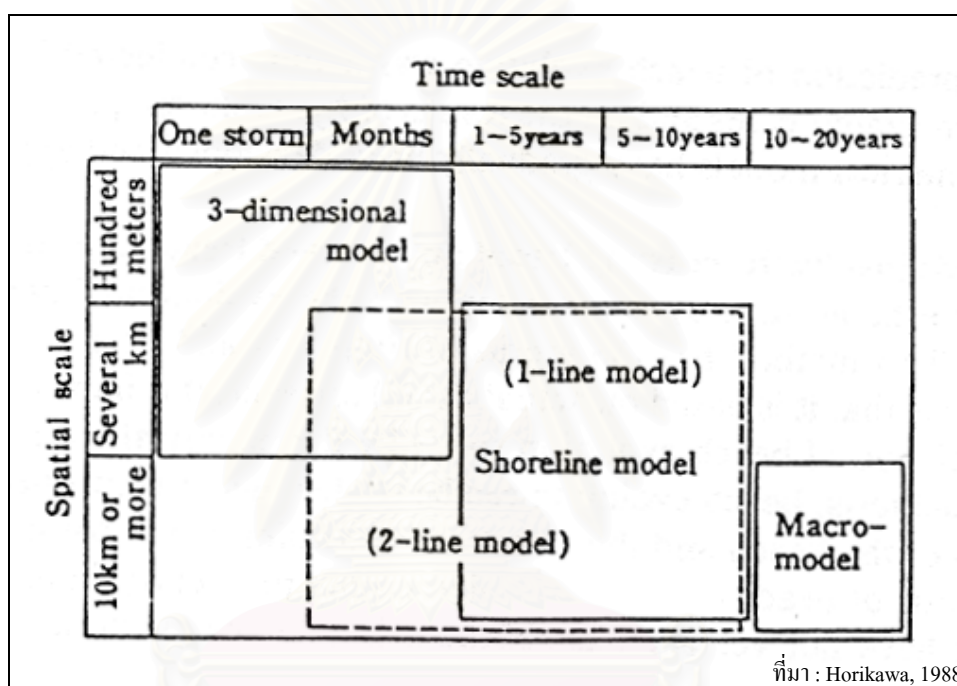 Time scale
One storm
Months
1~5years
5~10years
10~20years
Spatial scale
Hundred
meters
Several
km
10km or
more
3-dimensional
model
(1-line model)
Shoreline model
(2-line model)
Macro-
model
ที่มา : Horikawa, 1988